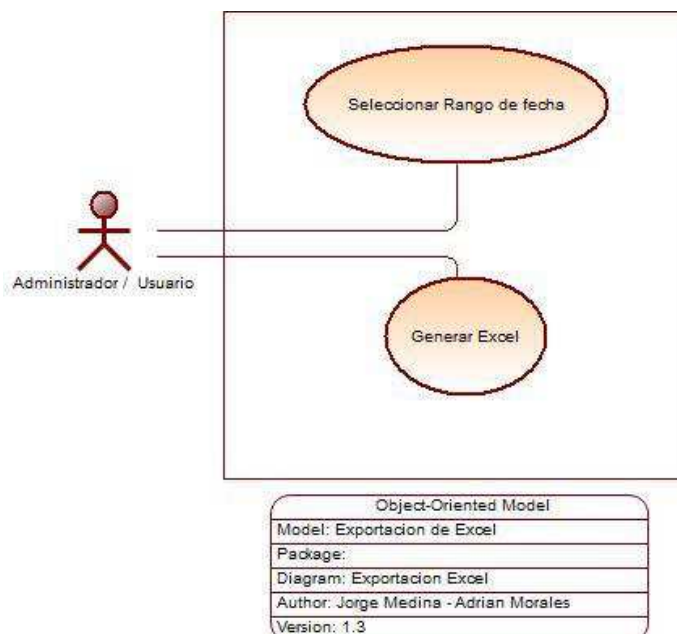 Seleccionar Rango de fecha
Administrador / Usuario
Generar Excel
Object-Oriented Model
Model: Exportacion de Excel
Package:
Diagram: Exportacion Excel
Author: Jorge Medina - Adrian Morales
Version: 1.3